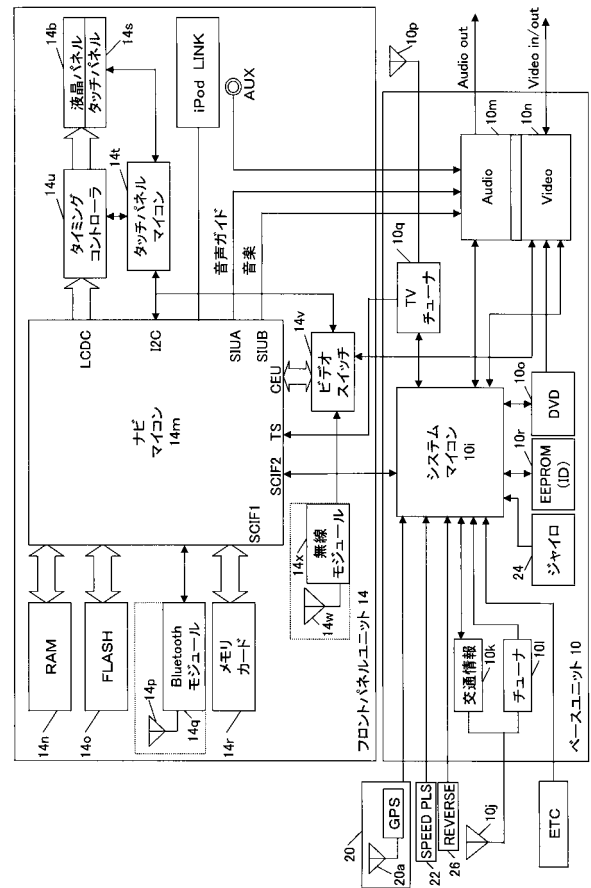 RAM
14n
FLASH
14o
14p
Bluetooth
モジュール
14q
メモリ
カード
14r
ナビ
マイコン
14m
LCDC
I2C
SIUA
SIUB
CEU
TS
SCIF2
SCIF1
14u
タイミング
コントローラ
14b
液晶パネル
タッチパネル
14s
14t
タッチパネル
マイコン
iPod LINK
AUX
音声ガイド
音楽
14v
ビデオ
スイッチ
14x
無線
モジュール
14w
フロントパネルユニット 14
10p
10q
TV
チューナ
Audio out
Video in/out
10m
10n
Audio
Video
システム
マイコン
10i
10o
DVD
10r
EEPROM
(ID)
ジャイロ
24
交通情報
10k
チューナ
10l
ベースユニット 10
20
GPS
20a
SPEED PLS
22
REVERSE
26
10j
ETC